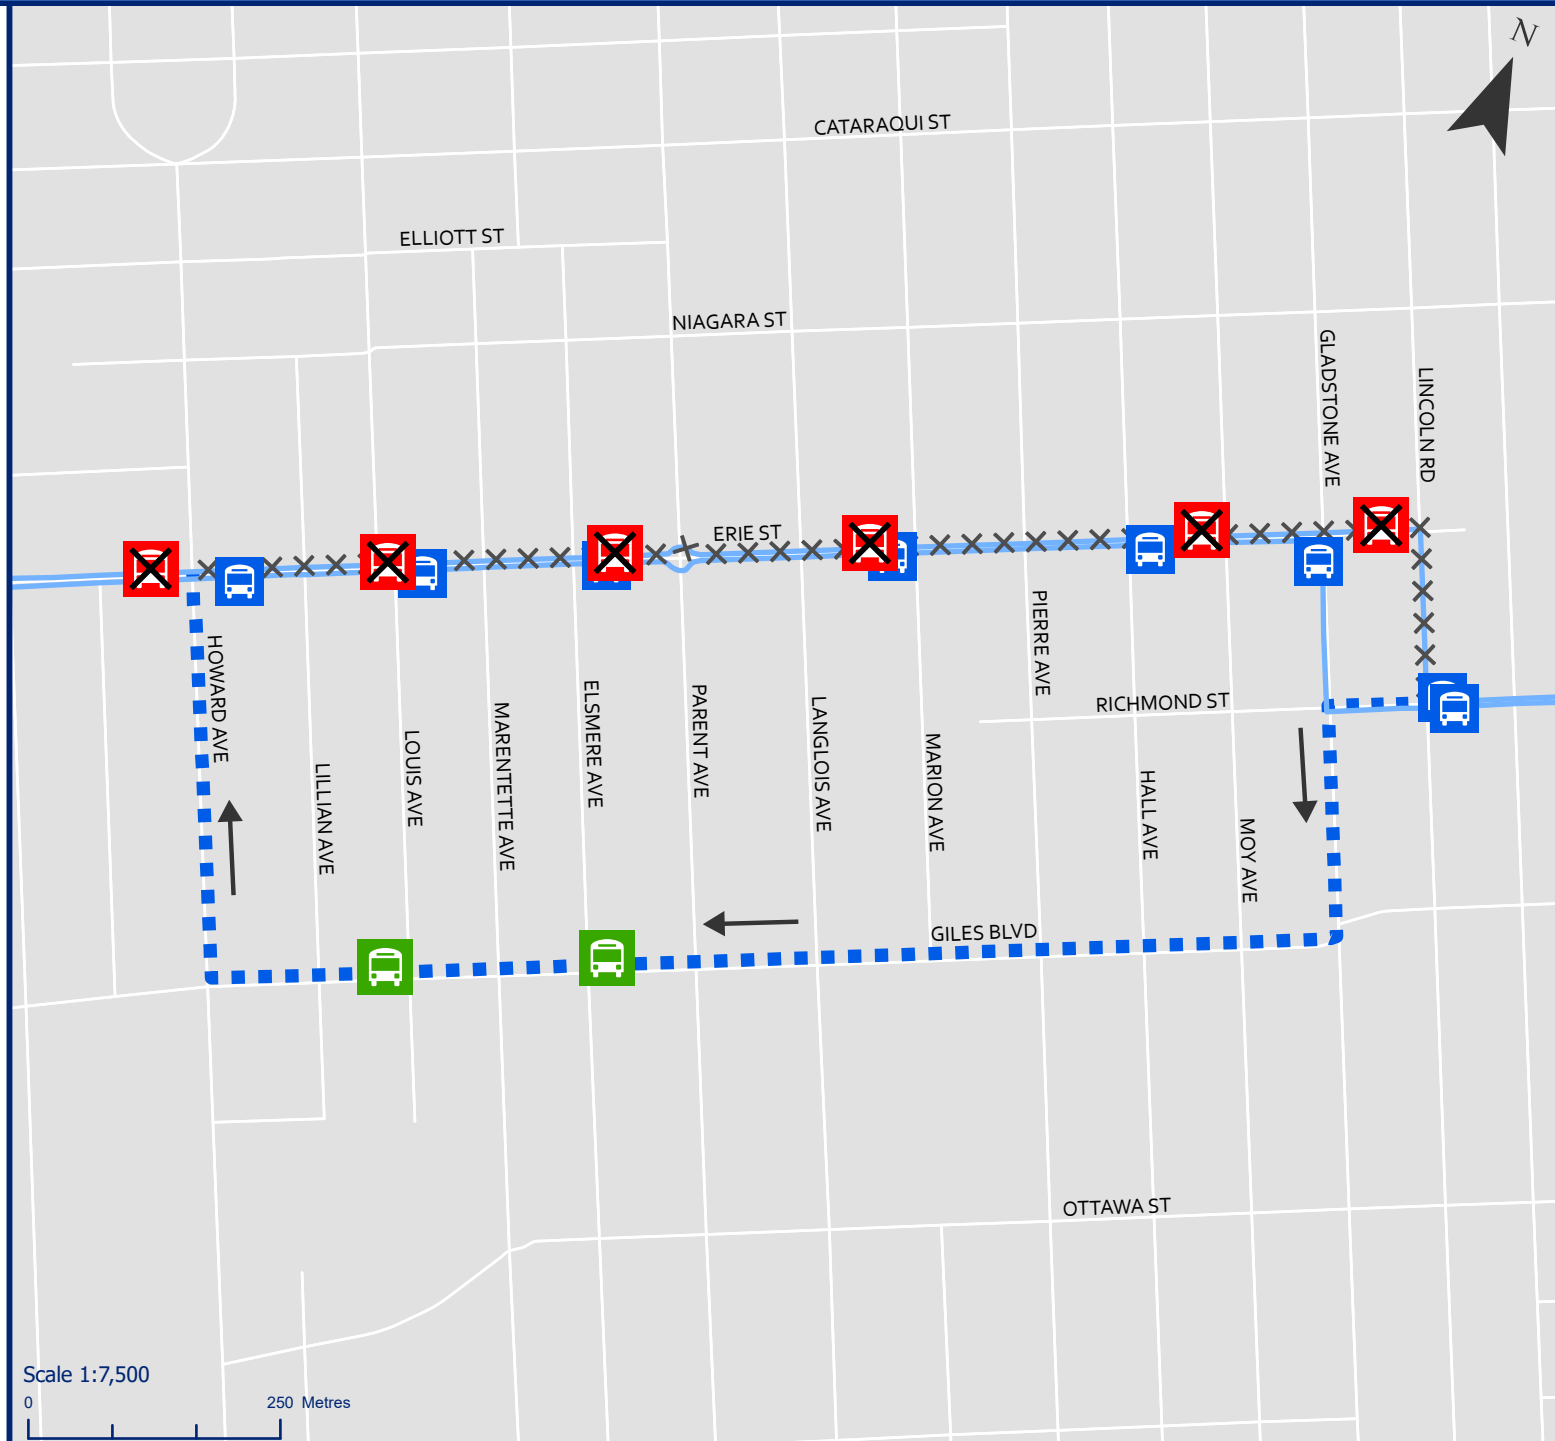 N
CATARAQUI ST
ELLIOTT ST
NIAGARA ST
GLADSTONE AVE
LINCOLN RD
ERIE ST
HOWARD AVE
LILLIAN AVE
LOUIS AVE
MARENTETTE AVE
ELSMERE AVE
PARENT AVE
LANGLOIS AVE
MARION AVE
PIERRE AVE
RICHMOND ST
HALL AVE
MOY AVE
GILES BLVD
OTTAWA ST
Scale 1:7,500
0 250 Metres